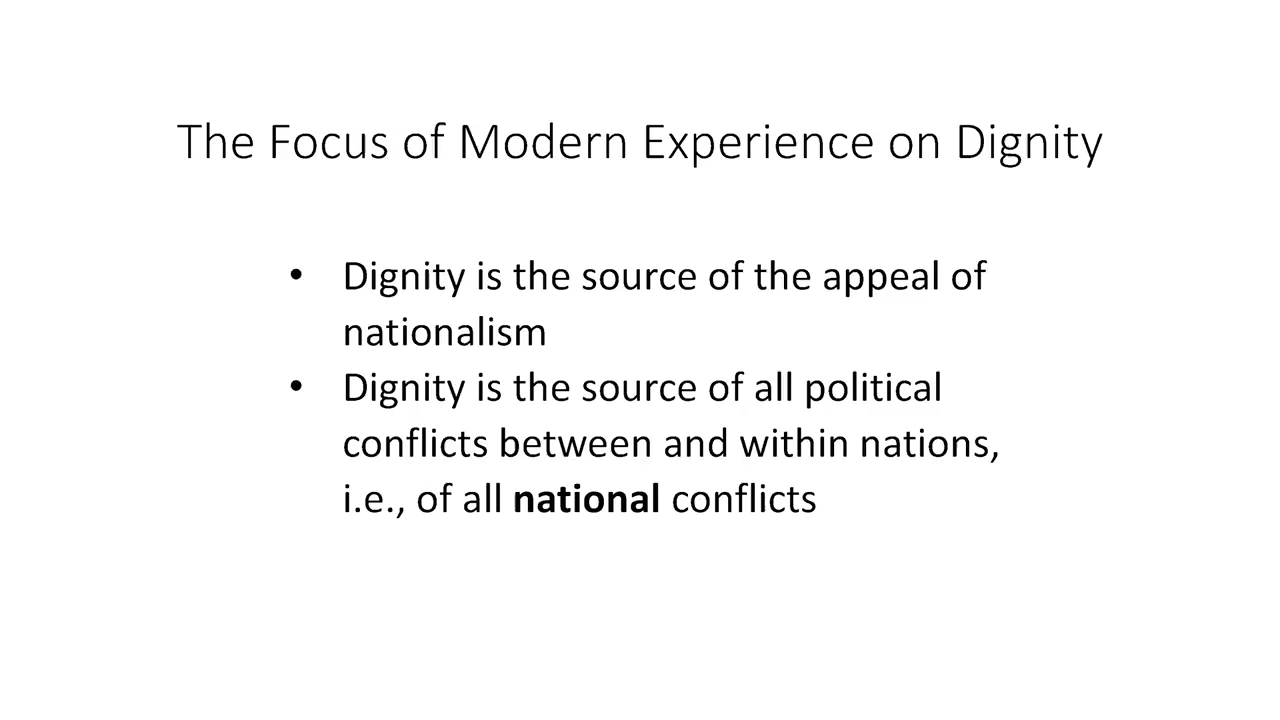 The Focus of Modern Experience on Dignity
• Dignity is the source of the appeal of
nationalism
• Dignity is the source of all political
conflicts between and within nations,
i.e., of all national conflicts